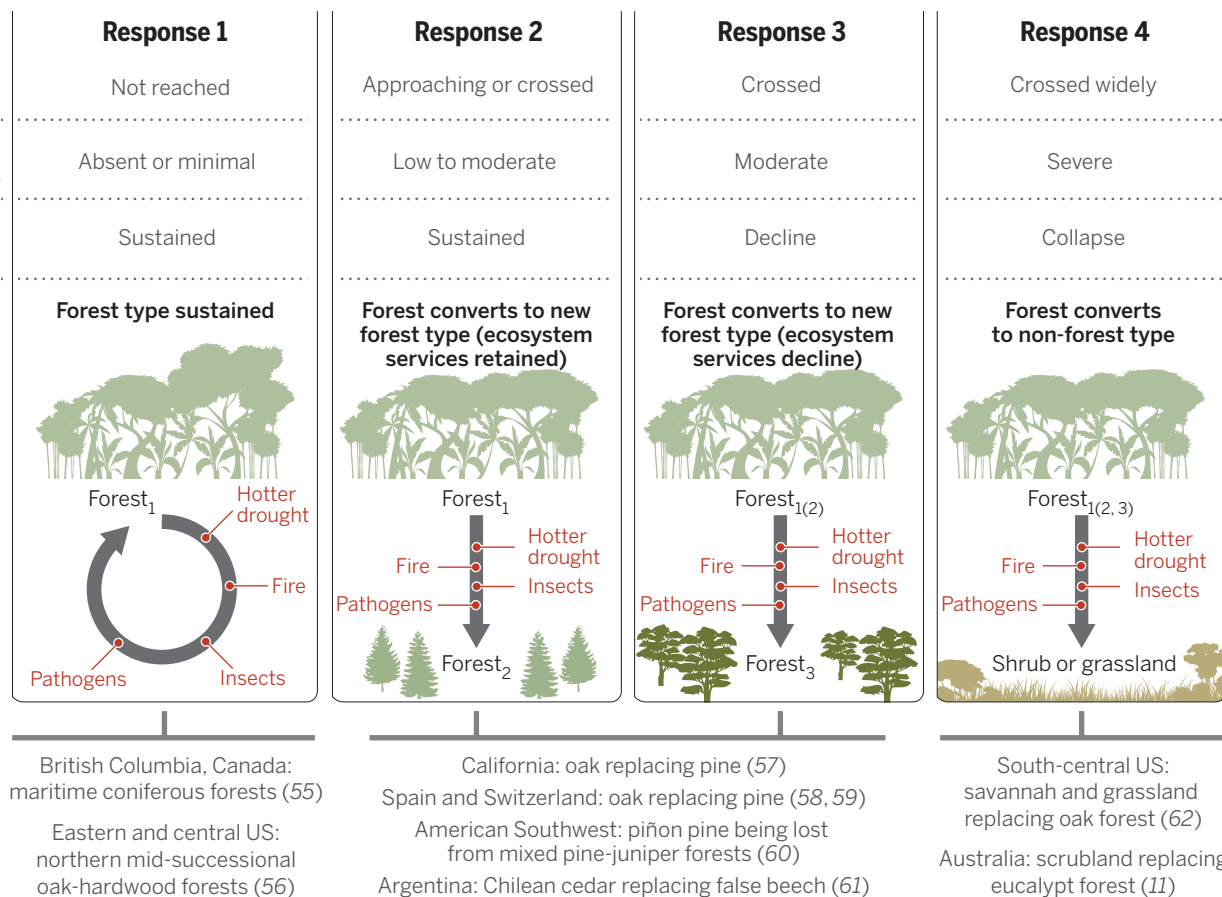 Response 1
Not reached
Absent or minimal
Sustained
Forest type sustained
Forest1
Hotter
drought
Fire
Insects
Pathogens
British Columbia, Canada:
maritime coniferous forests (55)
Eastern and central US:
northern mid-successional
oak-hardwood forests (56)
Response 2
Approaching or crossed
Low to moderate
Sustained
Forest converts to new
forest type (ecosystem
services retained)
Forest1
Hotter
drought
Fire
Insects
Pathogens
Forest2
Response 3
Crossed
Moderate
Decline
Forest converts to new
forest type (ecosystem
services decline)
Forest1(2)
Hotter
drought
Fire
Insects
Pathogens
Forest3
California: oak replacing pine (57)
Spain and Switzerland: oak replacing pine (58, 59)
American Southwest: piñon pine being lost
from mixed pine-juniper forests (60)
Argentina: Chilean cedar replacing false beech (61)
Response 4
Crossed widely
Severe
Collapse
Forest converts
to non-forest type
Forest1(2, 3)
Hotter
drought
Fire
Insects
Pathogens
Shrub or grassland
South-central US:
savannah and grassland
replacing oak forest (62)
Australia: scrubland replacing
eucalypt forest (11)